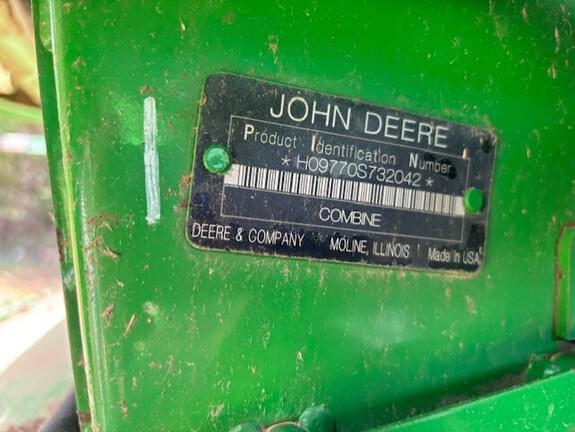 JOHN DEERE
Product Identification Number
* H09770S732042 *
COMBINE
DEERE & COMPANY MOLINE, ILLINOIS Made in USA